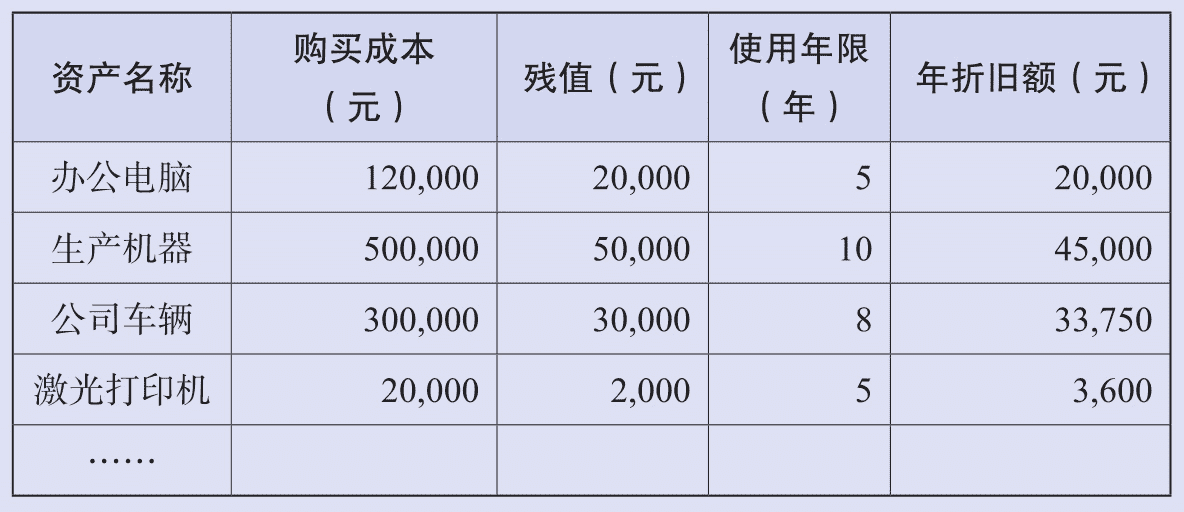 资产名称 购买成本（元） 残值（元） 使用年限（年） 年折旧额（元）
办公电脑 120,000 20,000 5 20,000
生产机器 500,000 50,000 10 45,000
公司车辆 300,000 30,000 8 33,750
激光打印机 20,000 2,000 5 3,600
……